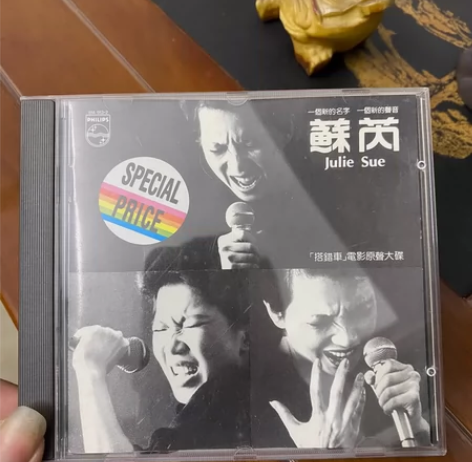 PHILIPS
一個新的名字 一個新的聲音
蘇芮
Julie Sue
SPECIAL
PRICE
「搭錯車」電影原聲大碟